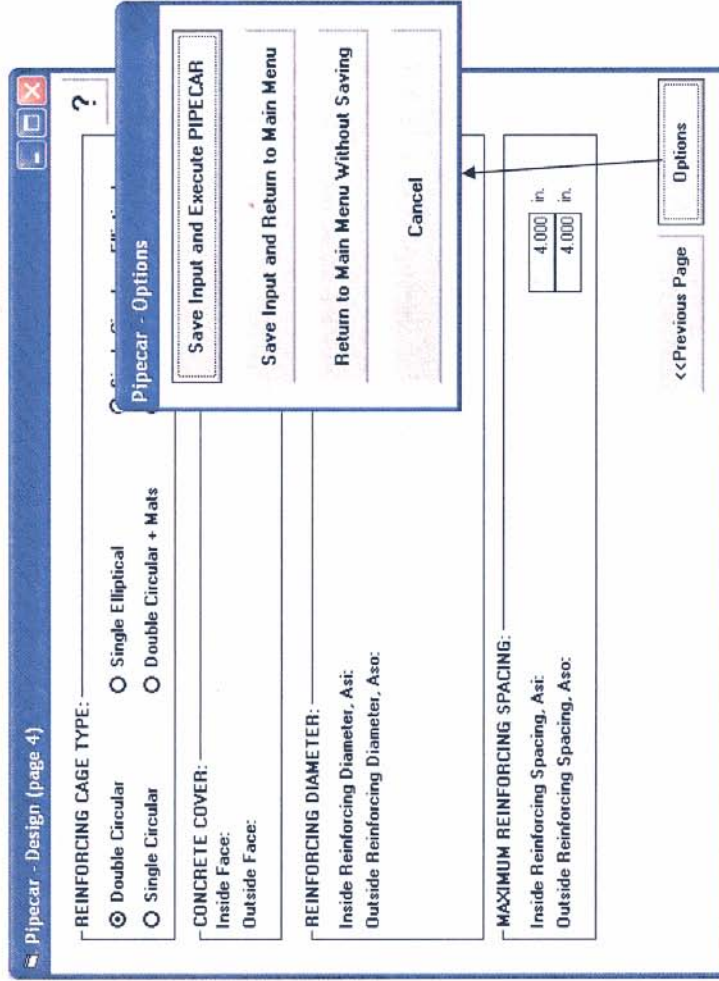 Pipecar - Design (page 4)
?
REINFORCING CAGE TYPE:
Double Circular
Single Elliptical
Single Circular
Double Circular + Mats
CONCRETE COVER:
Inside Face:
Outside Face:
REINFORCING DIAMETER:
Inside Reinforcing Diameter, Asi:
Outside Reinforcing Diameter, Aso:
MAXIMUM REINFORCING SPACING:
Inside Reinforcing Spacing, Asi: 4.000 in.
Outside Reinforcing Spacing, Aso: 4.000 in.
<<Previous Page
Options
Pipecar - Options
Save Input and Execute PIPECAR
Save Input and Return to Main Menu
Return to Main Menu Without Saving
Cancel